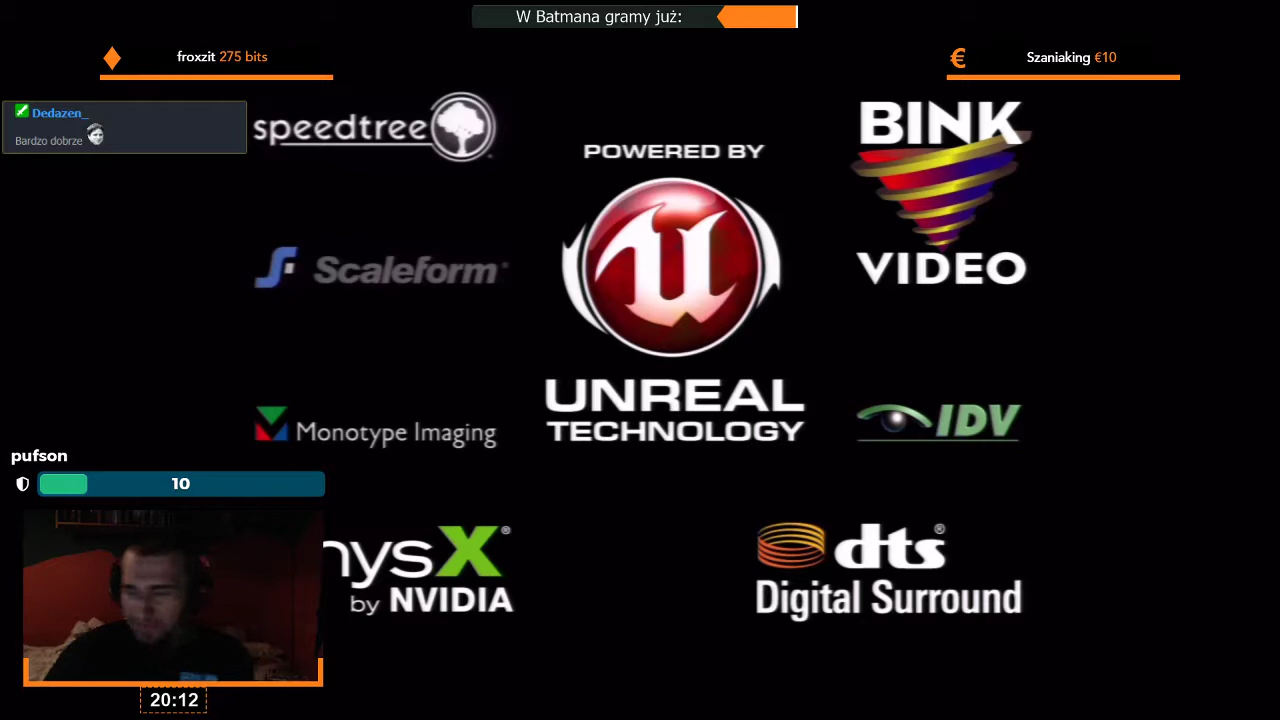 W Batmana gramy już:
froxzit 275 bits
€ Szaniaking €10
Dedazen_
Bardzo dobrze
speedtree
POWERED BY
BINK
VIDEO
Scaleform
UNREAL
TECHNOLOGY
Monotype Imaging
IDV
pufson
10
nysX®
by NVIDIA
dts®
Digital Surround
20:12